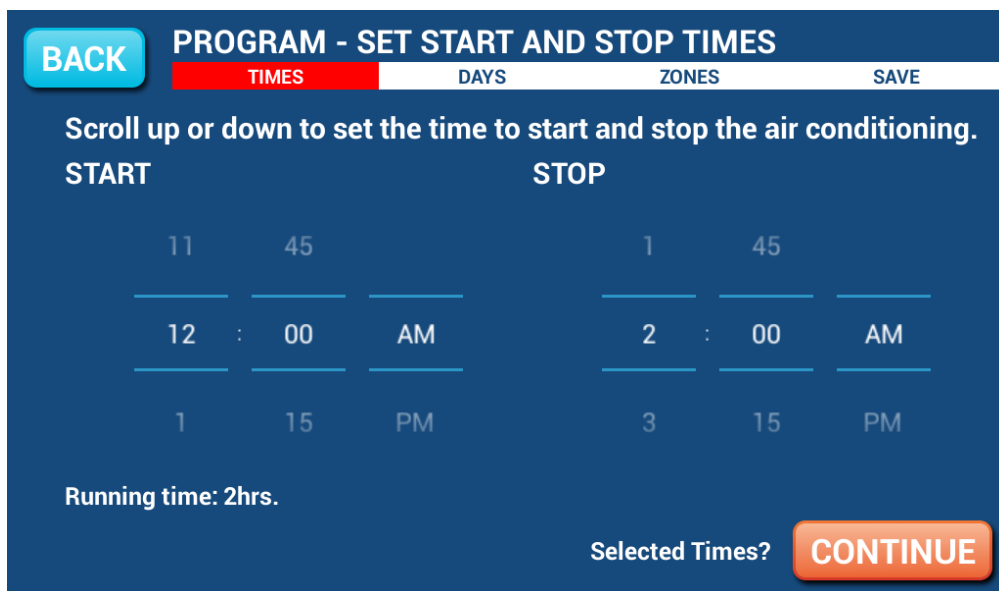 BACK
PROGRAM - SET START AND STOP TIMES
TIMES DAYS ZONES SAVE
Scroll up or down to set the time to start and stop the air conditioning.
START STOP
11 45 1 45
12 : 00 AM 2 : 00 AM
1 15 PM 3 15 PM
Running time: 2hrs.
Selected Times? CONTINUE